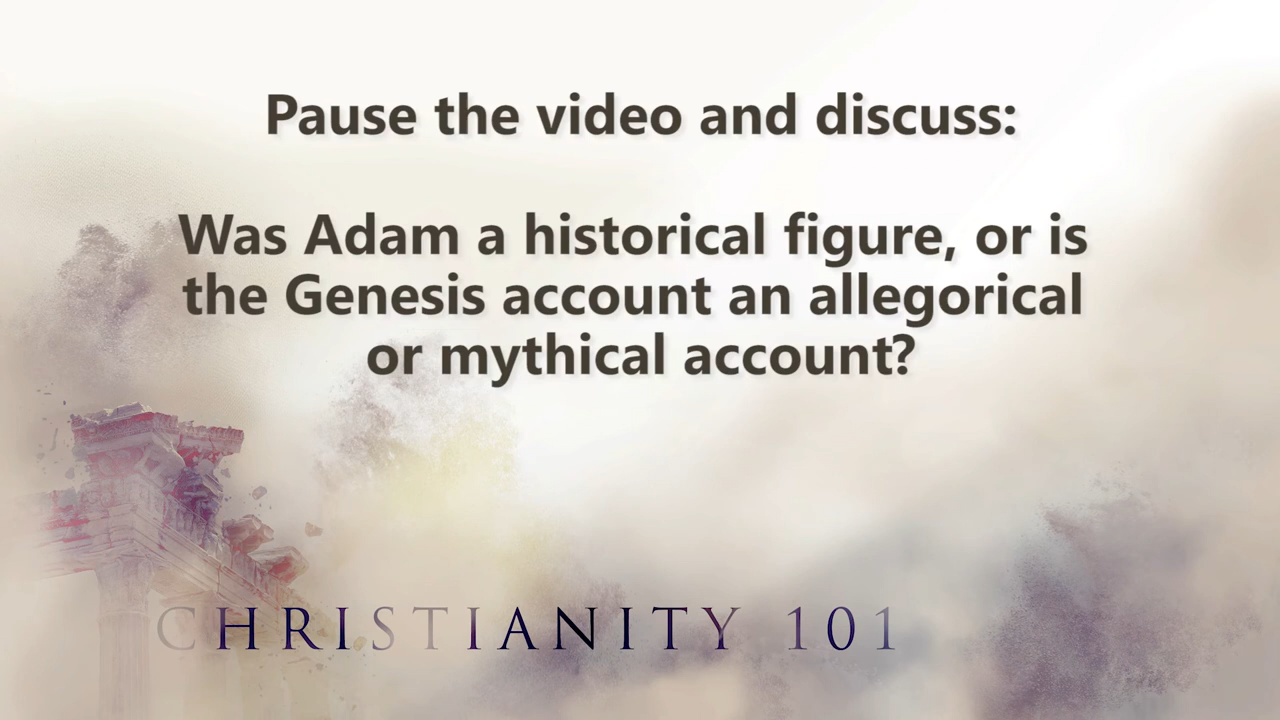 Pause the video and discuss:
Was Adam a historical figure, or is
the Genesis account an allegorical
or mythical account?
CHRISTIANITY 101